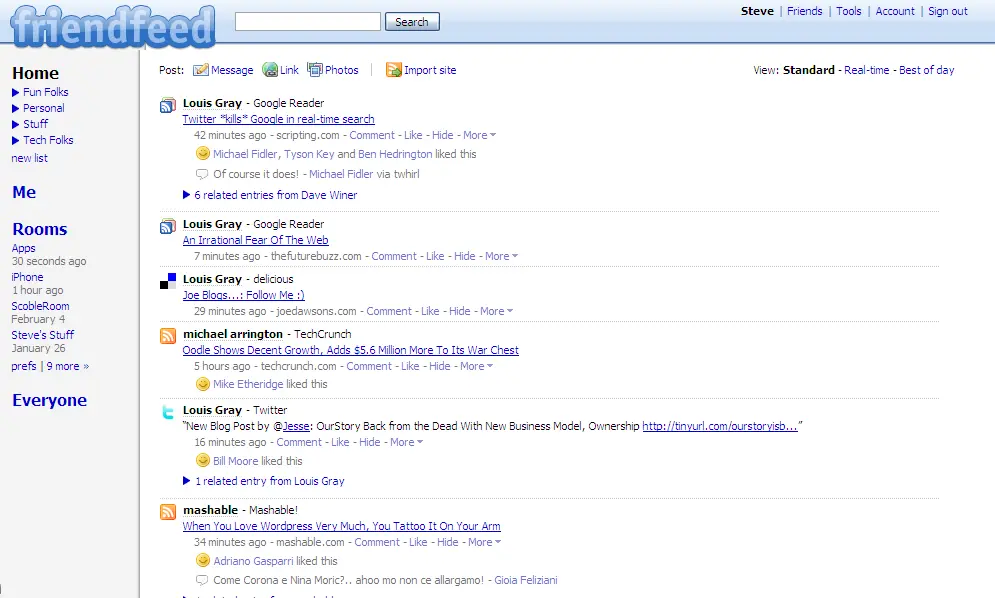 friendfeed
Search
Steve | Friends | Tools | Account | Sign out
Home
Fun Folks
Personal
Stuff
Tech Folks
new list
Me
Rooms
Apps
30 seconds ago
iPhone
1 hour ago
ScobleRoom
February 4
Steve's Stuff
January 26
prefs | 9 more »
Everyone
Post: Message Link Photos | Import site
View: Standard - Real-time - Best of day
Louis Gray - Google Reader
Twitter *kills* Google in real-time search
42 minutes ago - scripting.com - Comment - Like - Hide - More
Michael Fidler, Tyson Key and Ben Hedrington liked this
Of course it does! - Michael Fidler via twhirl
6 related entries from Dave Winer
Louis Gray - Google Reader
An Irrational Fear Of The Web
7 minutes ago - thefuturebuzz.com - Comment - Like - Hide - More
Louis Gray - delicious
Joe Blogs...: Follow Me :)
29 minutes ago - joedawsons.com - Comment - Like - Hide - More
michael arrington - TechCrunch
Oodle Shows Decent Growth, Adds $5.6 Million More To Its War Chest
5 hours ago - techcrunch.com - Comment - Like - Hide - More
Mike Etheridge liked this
Louis Gray - Twitter
"New Blog Post by @Jesse: OurStory Back from the Dead With New Business Model, Ownership http://tinyurl.com/ourstoryisb..."
16 minutes ago - Comment - Like - Hide - More
Bill Moore liked this
1 related entry from Louis Gray
mashable - Mashable!
When You Love Wordpress Very Much, You Tattoo It On Your Arm
34 minutes ago - mashable.com - Comment - Like - Hide - More
Adriano Gasparri liked this
Come Corona e Nina Moric?.. ahoo mo non ce allargamo! - Gioia Feliziani